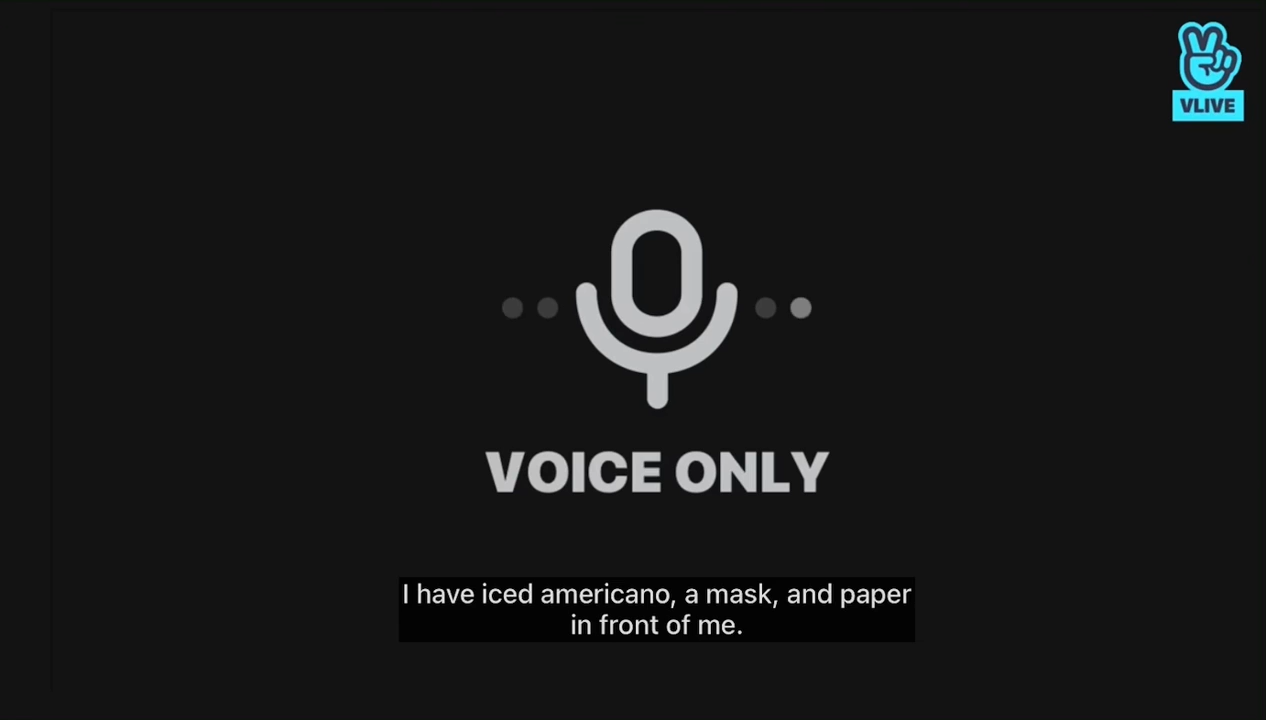 VLIVE
VOICE ONLY
I have iced americano, a mask, and paper
in front of me.